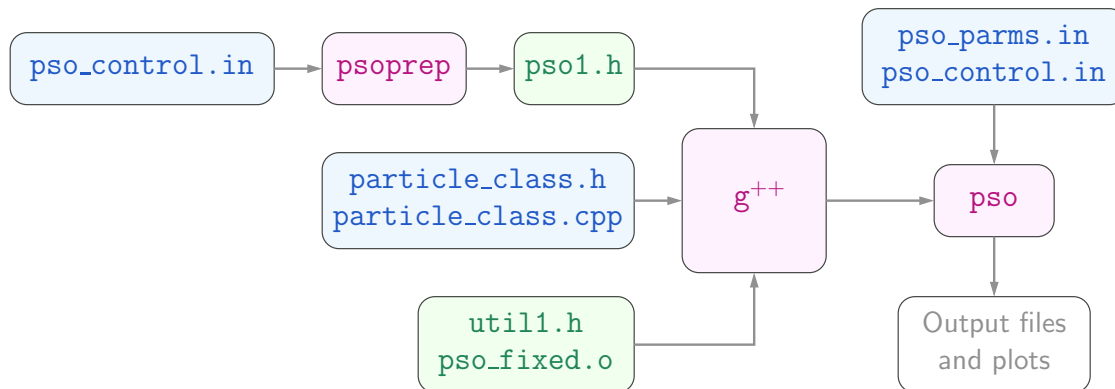 pso_control.in
psoprep
pso1.h
pso_parms.in
pso_control.in
particle_class.h
particle_class.cpp
g++
pso
util1.h
pso_fixed.o
Output files
and plots